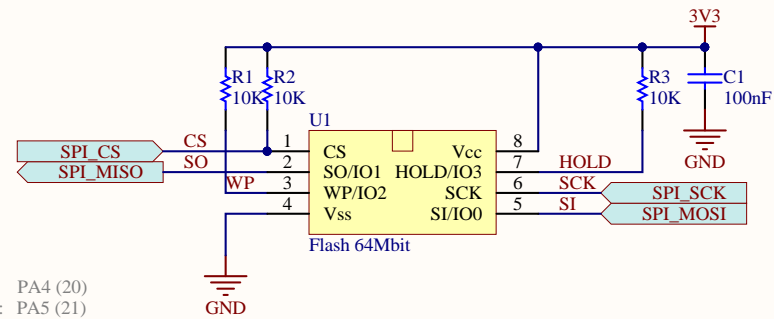 3V3
R1
10K
R2
10K
R3
10K
C1
100nF
U1
SPI_CS
CS
1
CS
Vcc
8
SPI_MISO
SO
2
SO/IO1
HOLD/IO3
7
HOLD
GND
WP
3
WP/IO2
SCK
6
SCK
SPI_SCK
4
Vss
SI/IO0
5
SI
SPI_MOSI
Flash 64Mbit
GND
PA4 (20)
: PA5 (21)